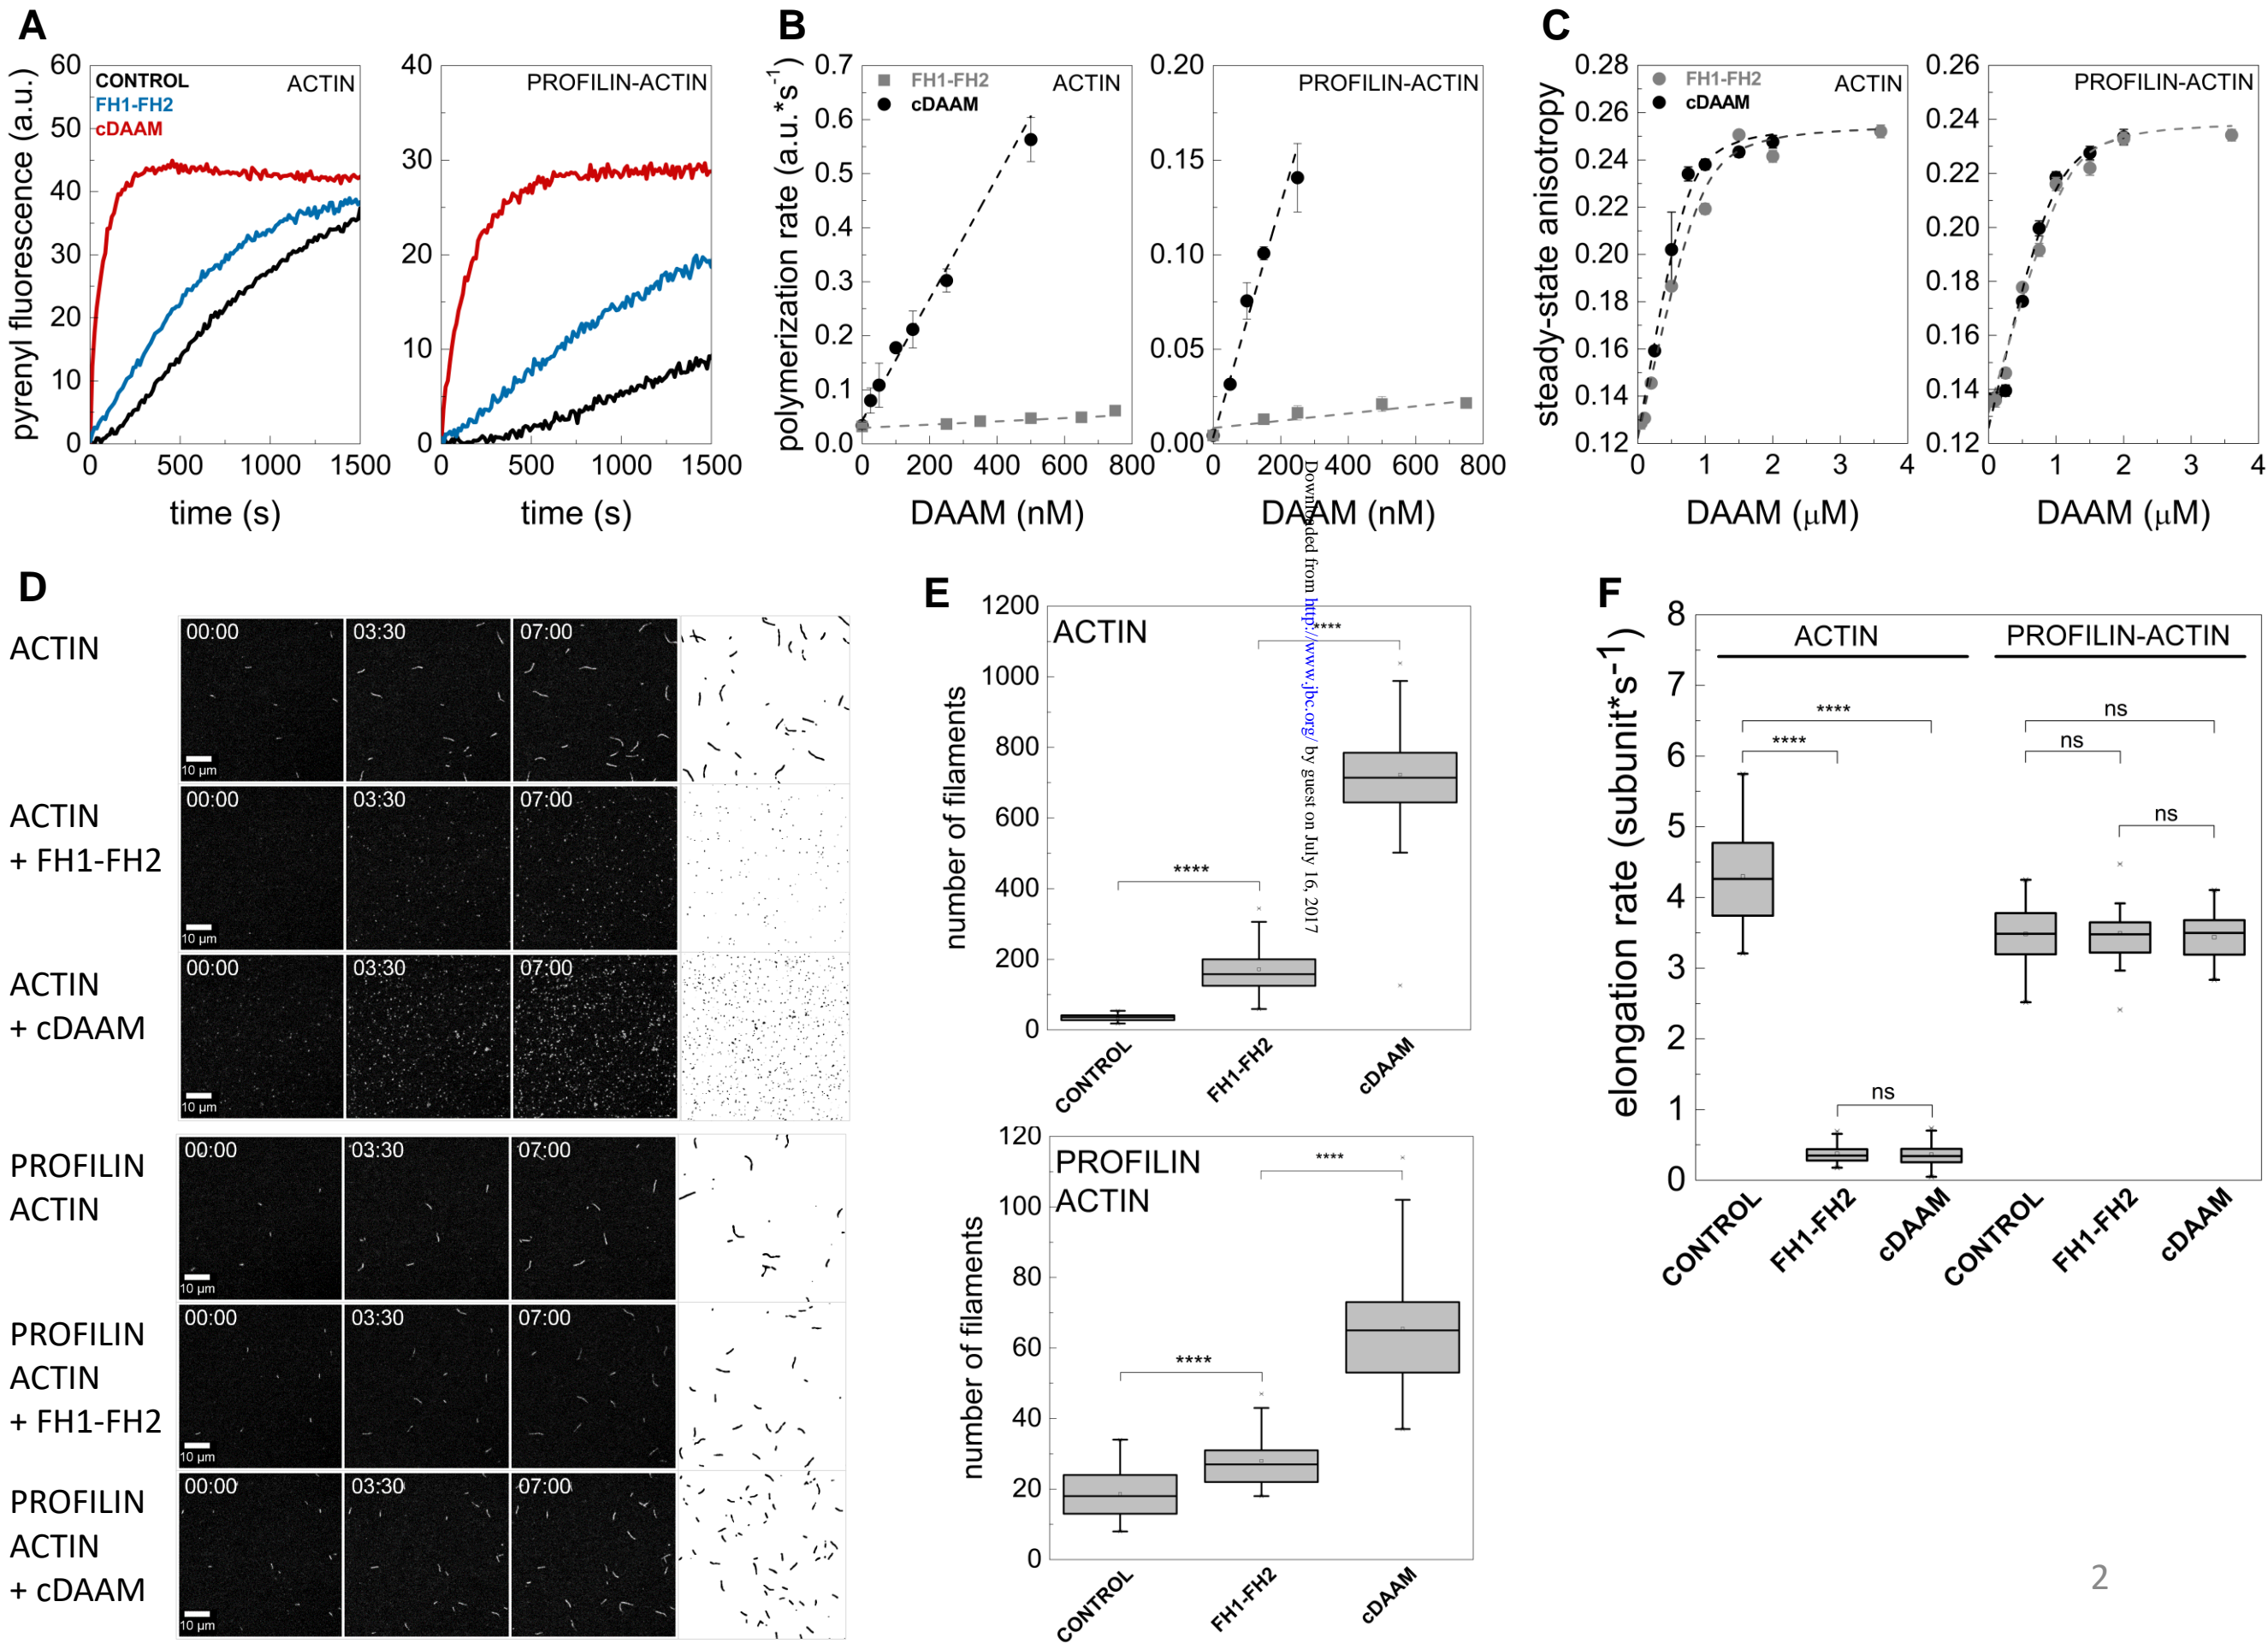 A
60
50
40
30
20
10
0
CONTROL
FH1-FH2
cDAAM
ACTIN
pyrenyl fluorescence (a.u.)
0 500 1000 1500
time (s)
40
30
20
10
0
PROFILIN-ACTIN
0 500 1000 1500
time (s)
B
0.7
0.6
0.5
0.4
0.3
0.2
0.1
0.0
FH1-FH2
cDAAM
ACTIN
polymerization rate (a.u.*s-1)
0 200 400 600 800
DAAM (nM)
0.20
0.15
0.10
0.05
0.00
PROFILIN-ACTIN
0 200 400 600 800
DAAM (nM)
C
0.28
0.26
0.24
0.22
0.20
0.18
0.16
0.14
0.12
FH1-FH2
cDAAM
ACTIN
steady-state anisotropy
0 1 2 3 4
DAAM (μM)
0.26
0.24
0.22
0.20
0.18
0.16
0.14
0.12
PROFILIN-ACTIN
0 1 2 3 4
DAAM (μM)
Downloaded from http://www.jbc.org/ by guest on July 16, 2017
D
ACTIN
00:00 03:30 07:00
10 μm
ACTIN
+ FH1-FH2
00:00 03:30 07:00
10 μm
ACTIN
+ cDAAM
00:00 03:30 07:00
10 μm
PROFILIN
ACTIN
00:00 03:30 07:00
10 μm
PROFILIN
ACTIN
+ FH1-FH2
00:00 03:30 07:00
10 μm
PROFILIN
ACTIN
+ cDAAM
00:00 03:30 07:00
10 μm
E
1200
1000
800
600
400
200
0
ACTIN
****
****
number of filaments
CONTROL
FH1-FH2
cDAAM
120
100
80
60
40
20
0
PROFILIN
ACTIN
****
****
number of filaments
CONTROL
FH1-FH2
cDAAM
F
8
7
6
5
4
3
2
1
0
ACTIN
PROFILIN-ACTIN
****
****
ns
ns
ns
ns
elongation rate (subunit*s-1)
CONTROL
FH1-FH2
cDAAM
CONTROL
FH1-FH2
cDAAM
2